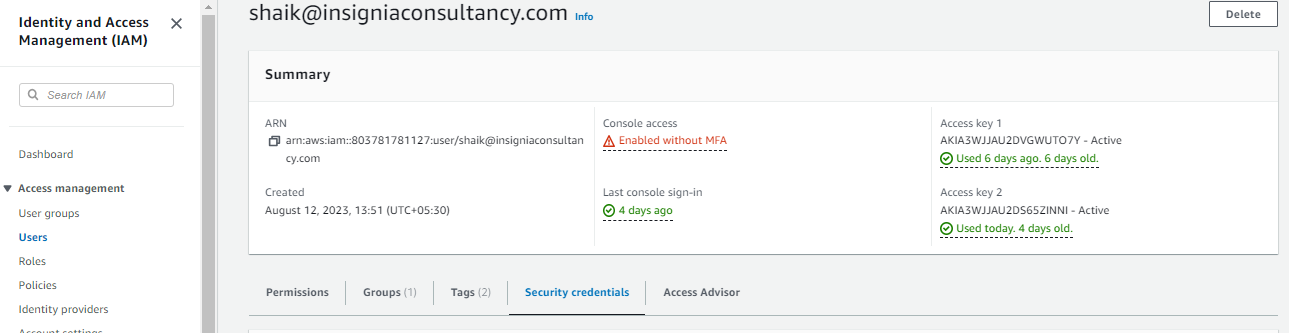 Identity and Access
Management (IAM)
Search IAM
Dashboard
Access management
User groups
Users
Roles
Policies
Identity providers
Account settings
shaik@insigniaconsultancy.com Info
Delete
Summary
ARN
arn:aws:iam::803781781127:user/shaik@insigniaconsultan
cy.com
Created
August 12, 2023, 13:51 (UTC+05:30)
Console access
Enabled without MFA
Last console sign-in
4 days ago
Access key 1
AKIA3WJJAU2DVGWUTO7Y - Active
Used 6 days ago. 6 days old.
Access key 2
AKIA3WJJAU2DS65ZINNI - Active
Used today. 4 days old.
Permissions
Groups (1)
Tags (2)
Security credentials
Access Advisor